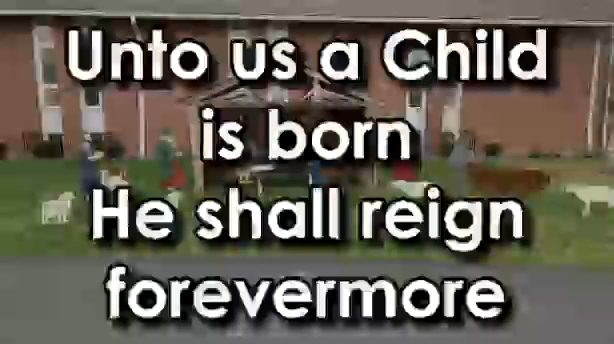 Unto us a Child
is born
He shall reign
forevermore